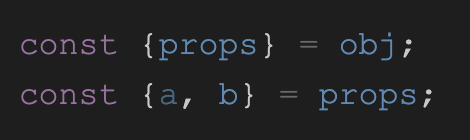 const {props} = obj;
const {a, b} = props;